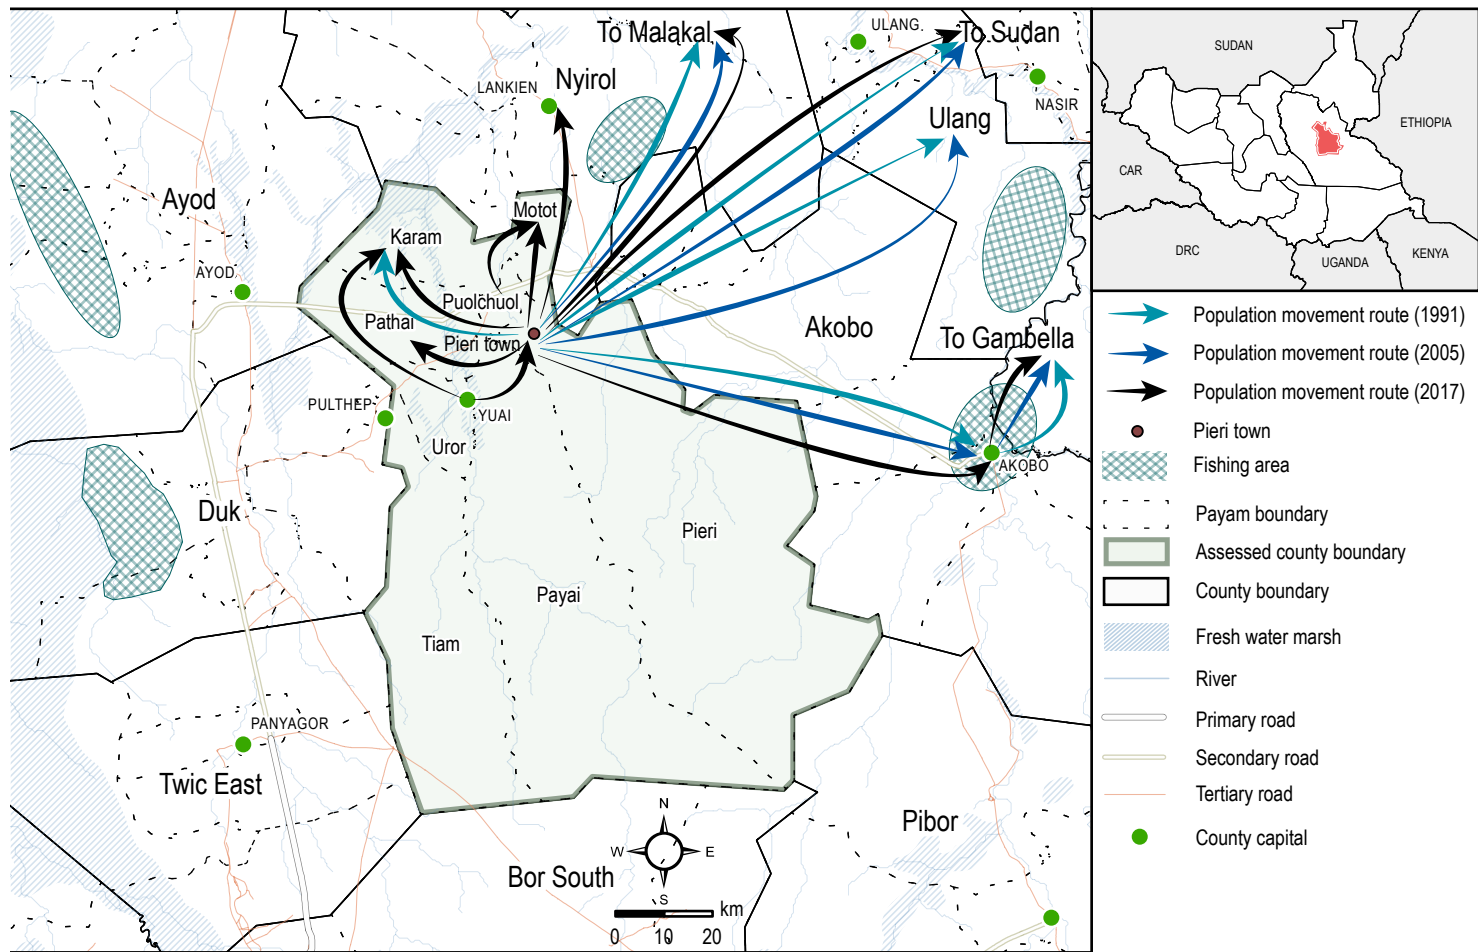 To Malakal
ULANG
To Sudan
Nyirol
LANKIEN
NASIR
Ulang
Ayod
Motot
Karam
AYOD
Puolchuol
Pathai
Pieri town
Akobo
To Gambella
PULTHEP
YUAI
Uror
AKOBO
Duk
Pieri
Payai
Tiam
PANYAGOR
Twic East
Pibor
Bor South
N
W
E
S
km
0 10 20
SUDAN
ETHIOPIA
CAR
DRC
UGANDA
KENYA
Population movement route (1991)
Population movement route (2005)
Population movement route (2017)
Pieri town
Fishing area
Payam boundary
Assessed county boundary
County boundary
Fresh water marsh
River
Primary road
Secondary road
Tertiary road
County capital